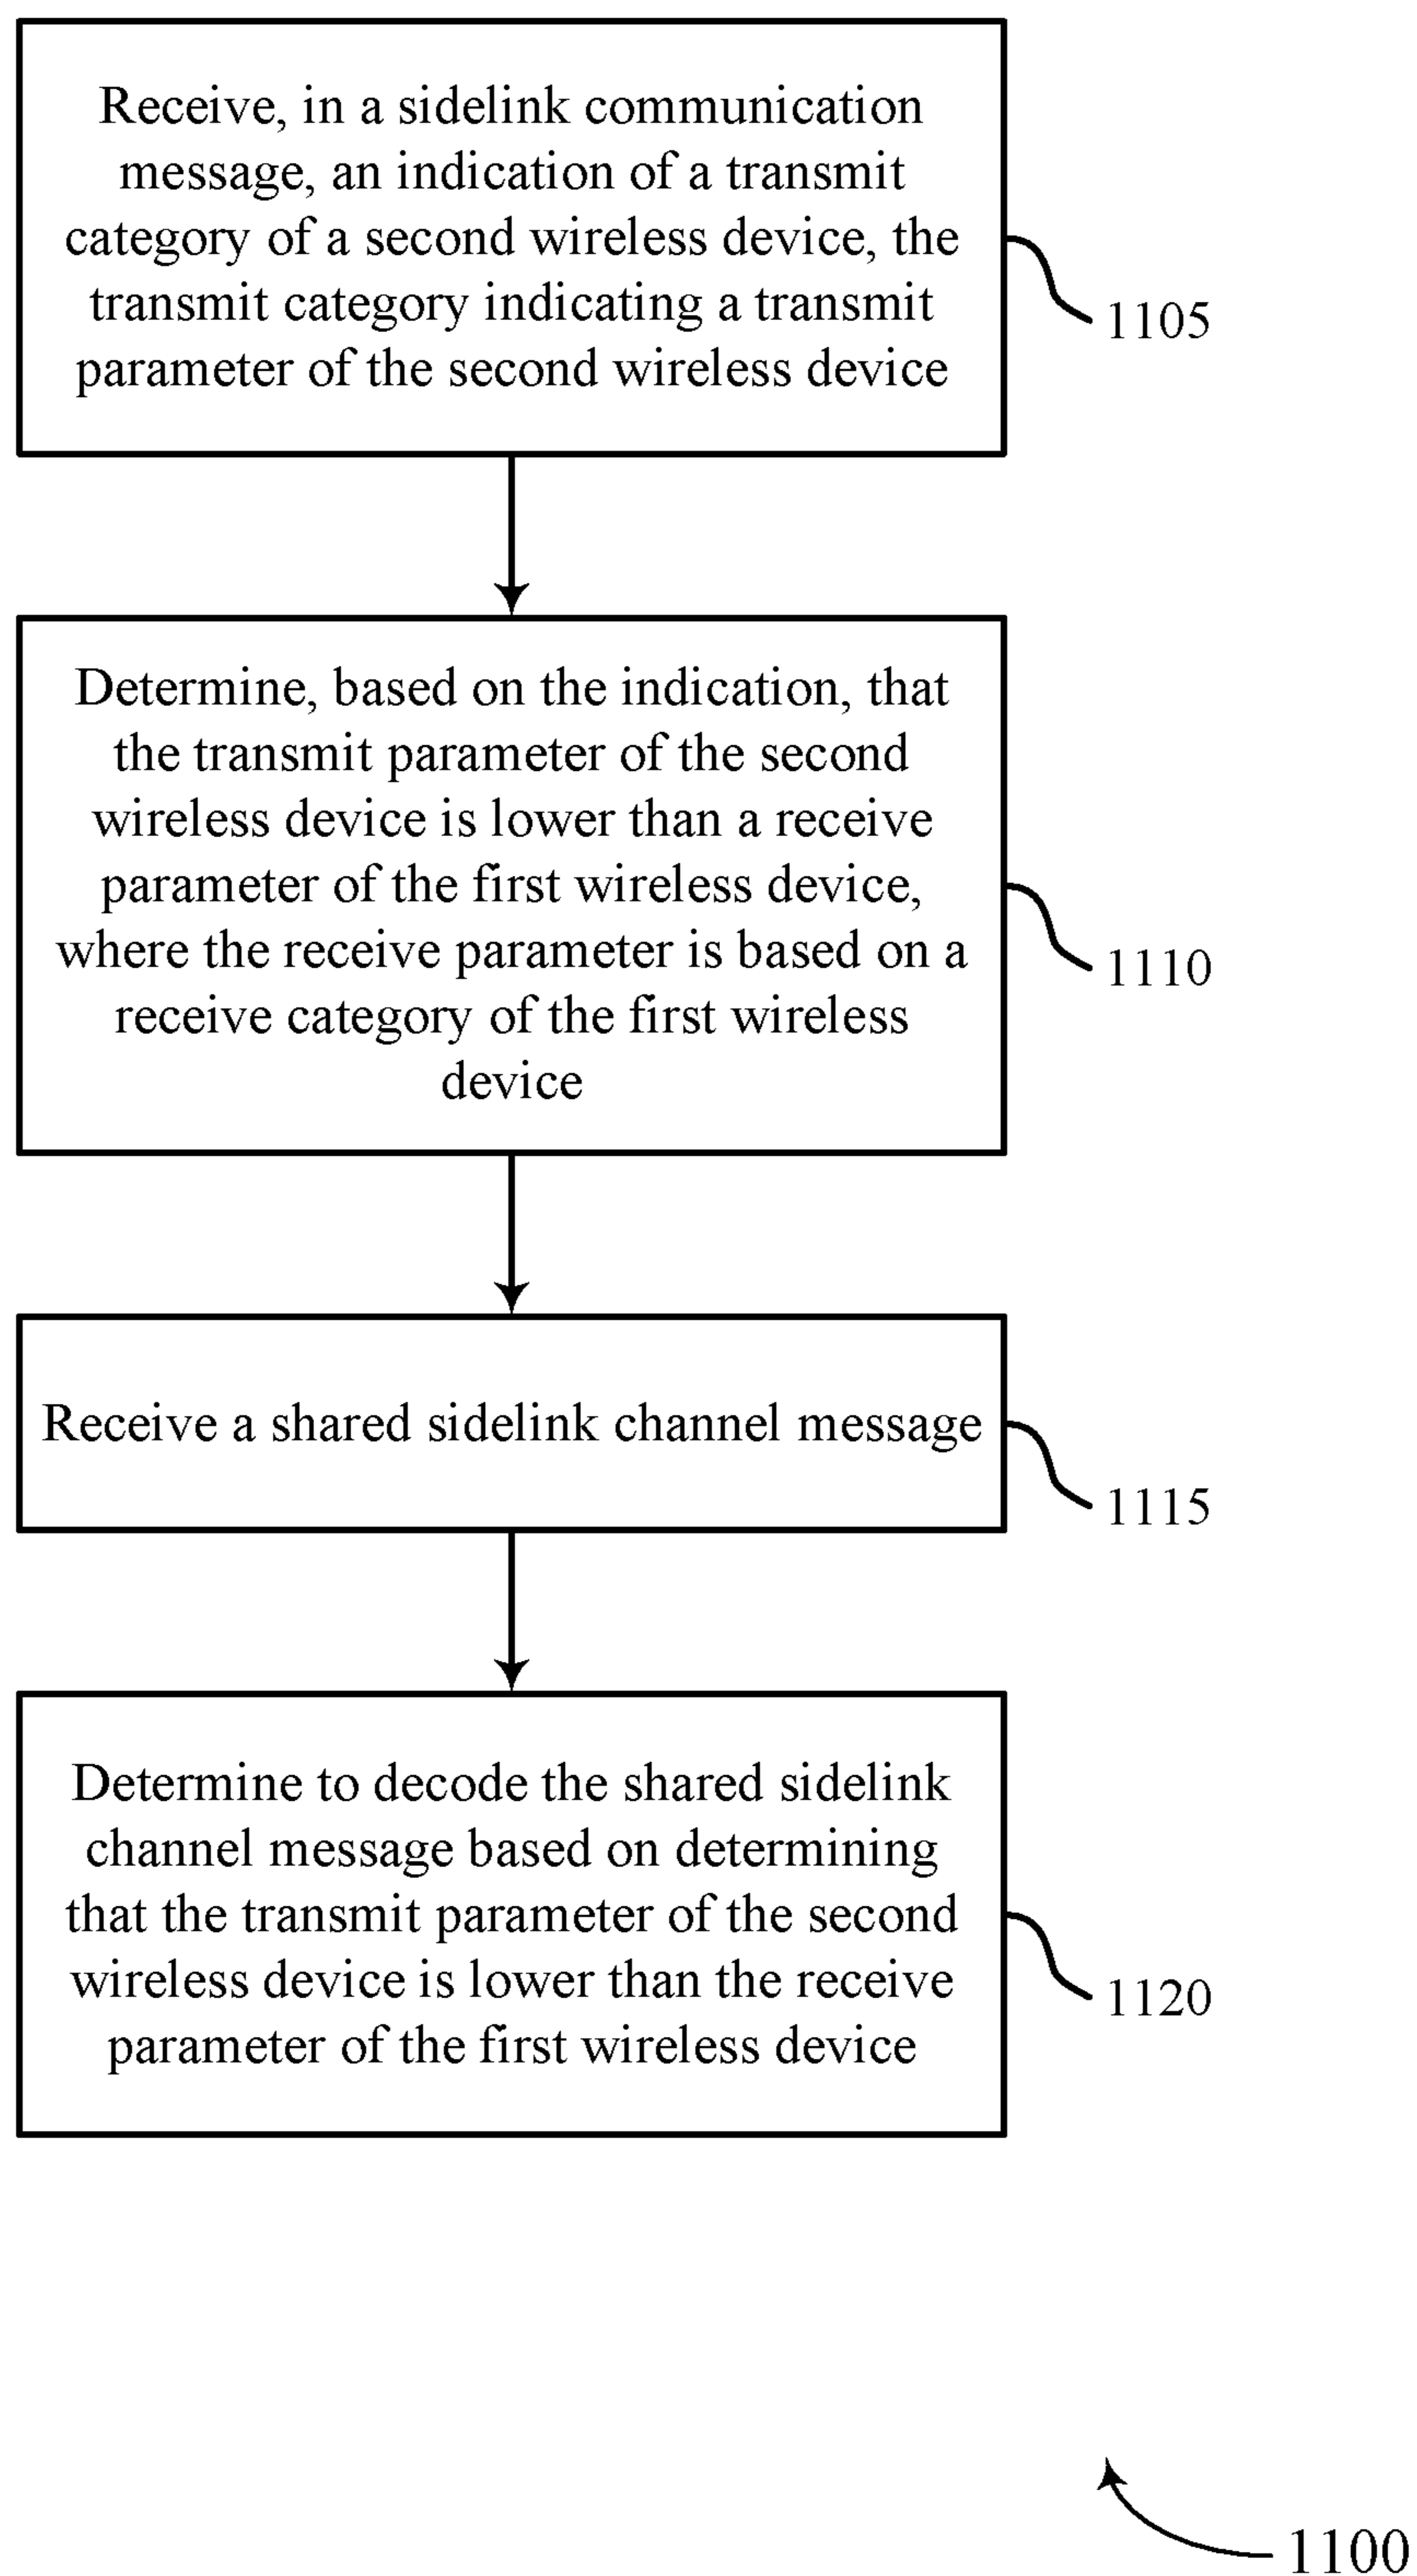 Receive, in a sidelink communication
message, an indication of a transmit
category of a second wireless device, the
transmit category indicating a transmit
parameter of the second wireless device
1105
Determine, based on the indication, that
the transmit parameter of the second
wireless device is lower than a receive
parameter of the first wireless device,
where the receive parameter is based on a
receive category of the first wireless
device
1110
Receive a shared sidelink channel message
1115
Determine to decode the shared sidelink
channel message based on determining
that the transmit parameter of the second
wireless device is lower than the receive
parameter of the first wireless device
1120
1100